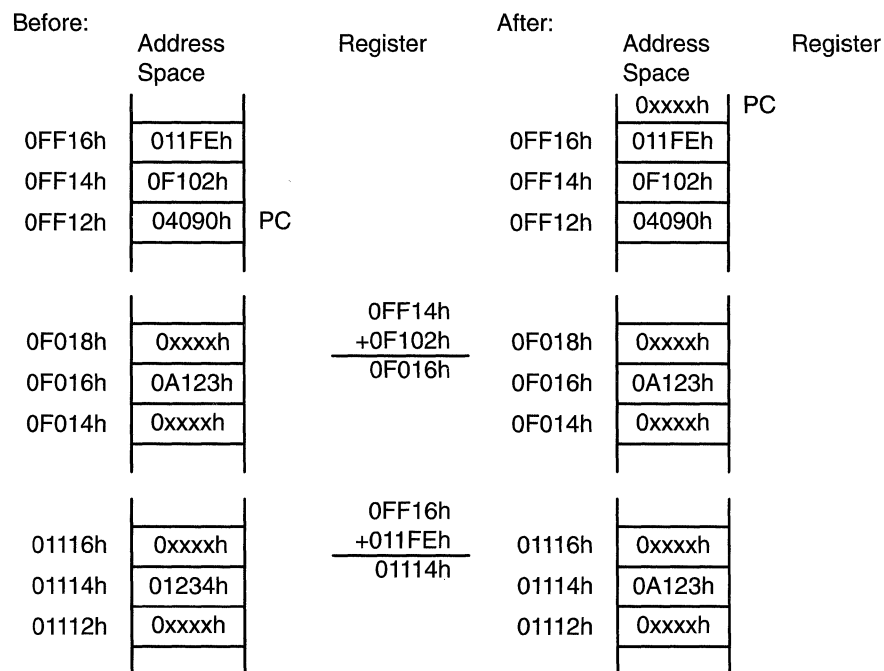 Before: After:
Address Register Address Register
Space Space
0xxxxh PC
0FF16h 011FEh 0FF16h 011FEh
0FF14h 0F102h 0FF14h 0F102h
0FF12h 04090h PC 0FF12h 04090h
0FF14h
0F018h 0xxxxh +0F102h 0F018h 0xxxxh
0F016h 0A123h 0F016h 0F016h 0A123h
0F014h 0xxxxh 0F014h 0xxxxh
0FF16h
01116h 0xxxxh +011FEh 01116h 0xxxxh
01114h 01234h 01114h 01114h 0A123h
01112h 0xxxxh 01112h 0xxxxh